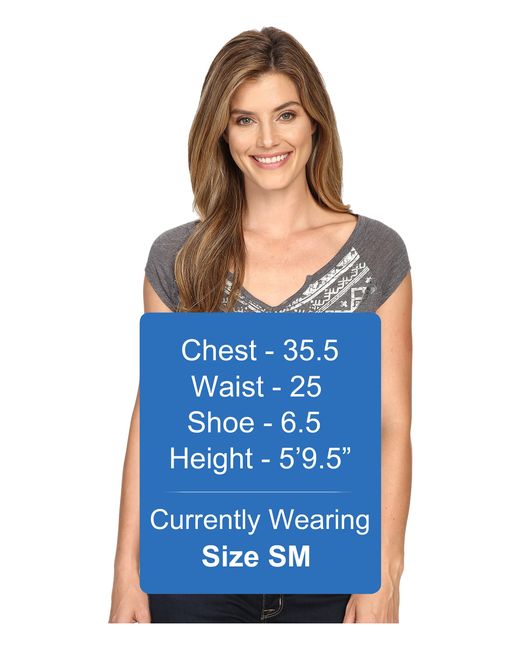 Chest - 35.5
Waist - 25
Shoe - 6.5
Height - 5’9.5”
Currently Wearing
Size SM